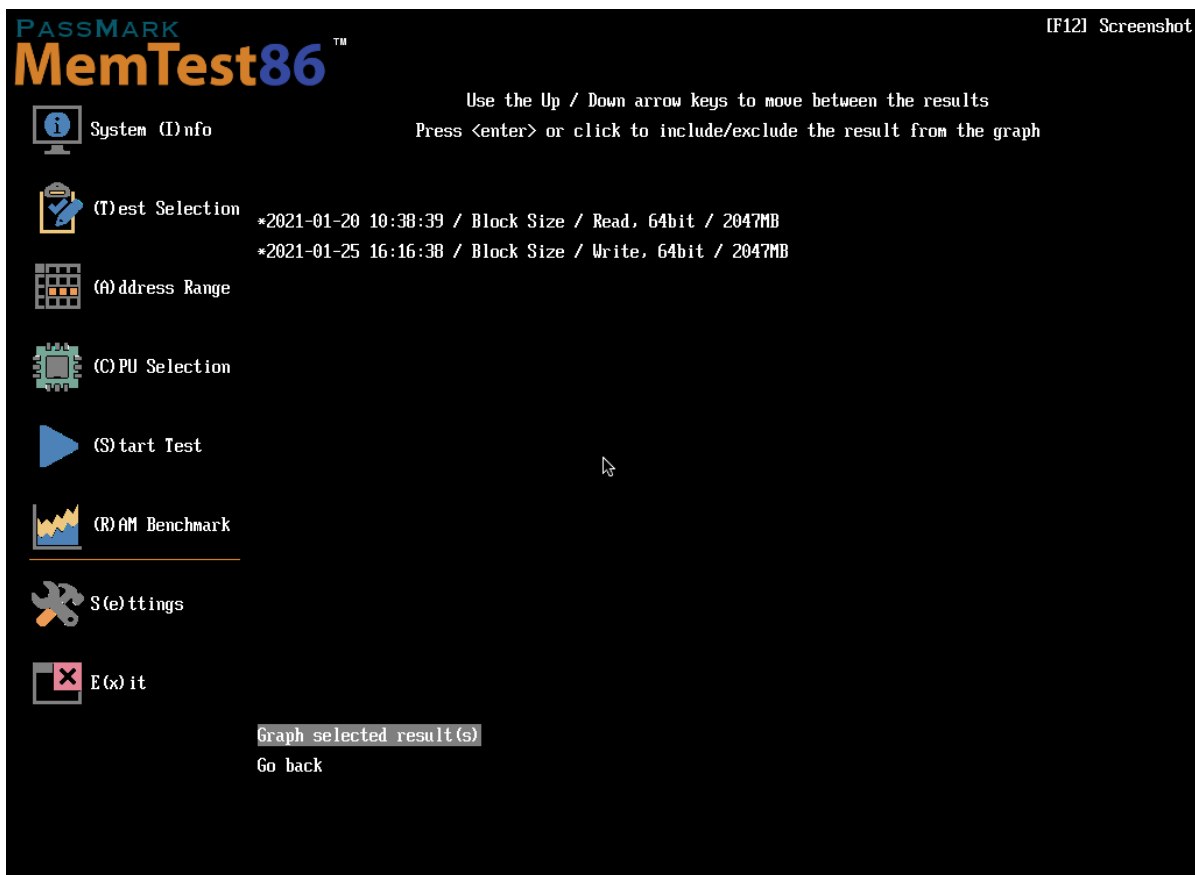 PASSMARK
MemTest86™
[F12] Screenshot
Use the Up / Down arrow keys to move between the results
Press <enter> or click to include/exclude the result from the graph
System (I)nfo
(T)est Selection
(A)ddress Range
(C)PU Selection
(S)tart Test
(R)AM Benchmark
S(e)ttings
E(x)it
*2021-01-20 10:38:39 / Block Size / Read, 64bit / 2047MB
*2021-01-25 16:16:38 / Block Size / Write, 64bit / 2047MB
Graph selected result(s)
Go back